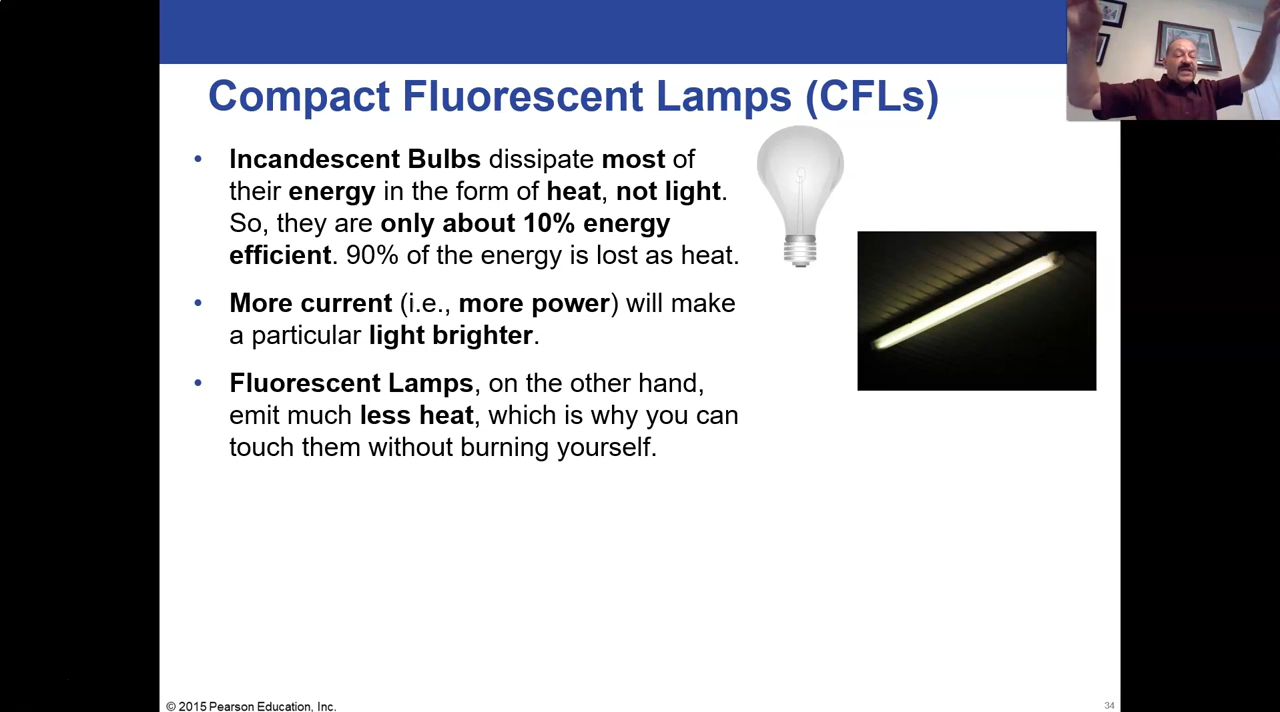 Compact Fluorescent Lamps (CFLs)
• Incandescent Bulbs dissipate most of
their energy in the form of heat, not light.
So, they are only about 10% energy
efficient. 90% of the energy is lost as heat.
• More current (i.e., more power) will make
a particular light brighter.
• Fluorescent Lamps, on the other hand,
emit much less heat, which is why you can
touch them without burning yourself.
© 2015 Pearson Education, Inc.
34